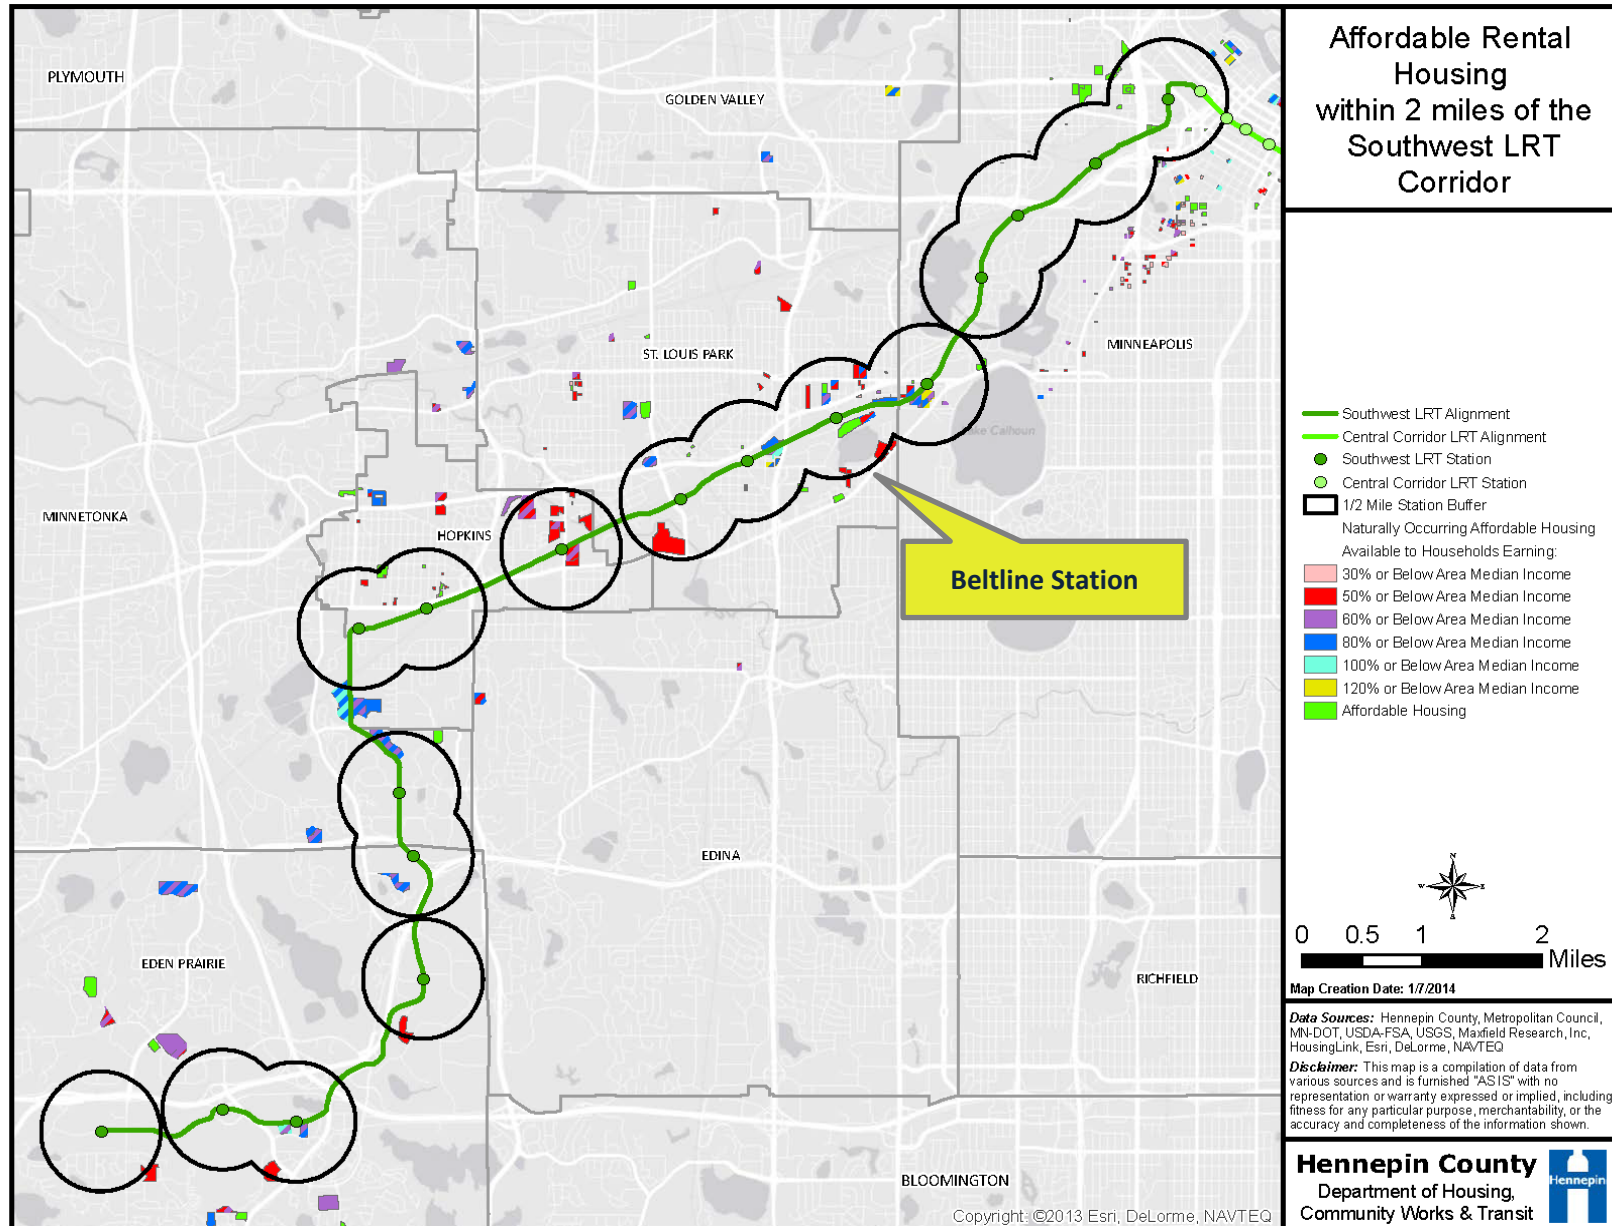 Affordable Rental
Housing
within 2 miles of the
Southwest LRT
Corridor
PLYMOUTH
GOLDEN VALLEY
MINNEAPOLIS
ST. LOUIS PARK
Lake Calhoun
MINNETONKA
HOPKINS
Beltline Station
EDINA
EDEN PRAIRIE
RICHFIELD
BLOOMINGTON
Copyright: ©2013 Esri, DeLorme, NAVTEQ
Southwest LRT Alignment
Central Corridor LRT Alignment
Southwest LRT Station
Central Corridor LRT Station
1/2 Mile Station Buffer
Naturally Occurring Affordable Housing
Available to Households Earning:
30% or Below Area Median Income
50% or Below Area Median Income
60% or Below Area Median Income
80% or Below Area Median Income
100% or Below Area Median Income
120% or Below Area Median Income
Affordable Housing
N
W E
S
0 0.5 1 2
Miles
Map Creation Date: 1/7/2014
Data Sources: Hennepin County, Metropolitan Council,
MN-DOT, USDA-FSA, USGS, Maxfield Research, Inc,
HousingLink, Esri, DeLorme, NAVTEQ
Disclaimer: This map is a compilation of data from
various sources and is furnished "AS IS" with no
representation or warranty expressed or implied, including
fitness for any particular purpose, merchantability, or the
accuracy and completeness of the information shown.
Hennepin County
Department of Housing,
Community Works & Transit
Hennepin